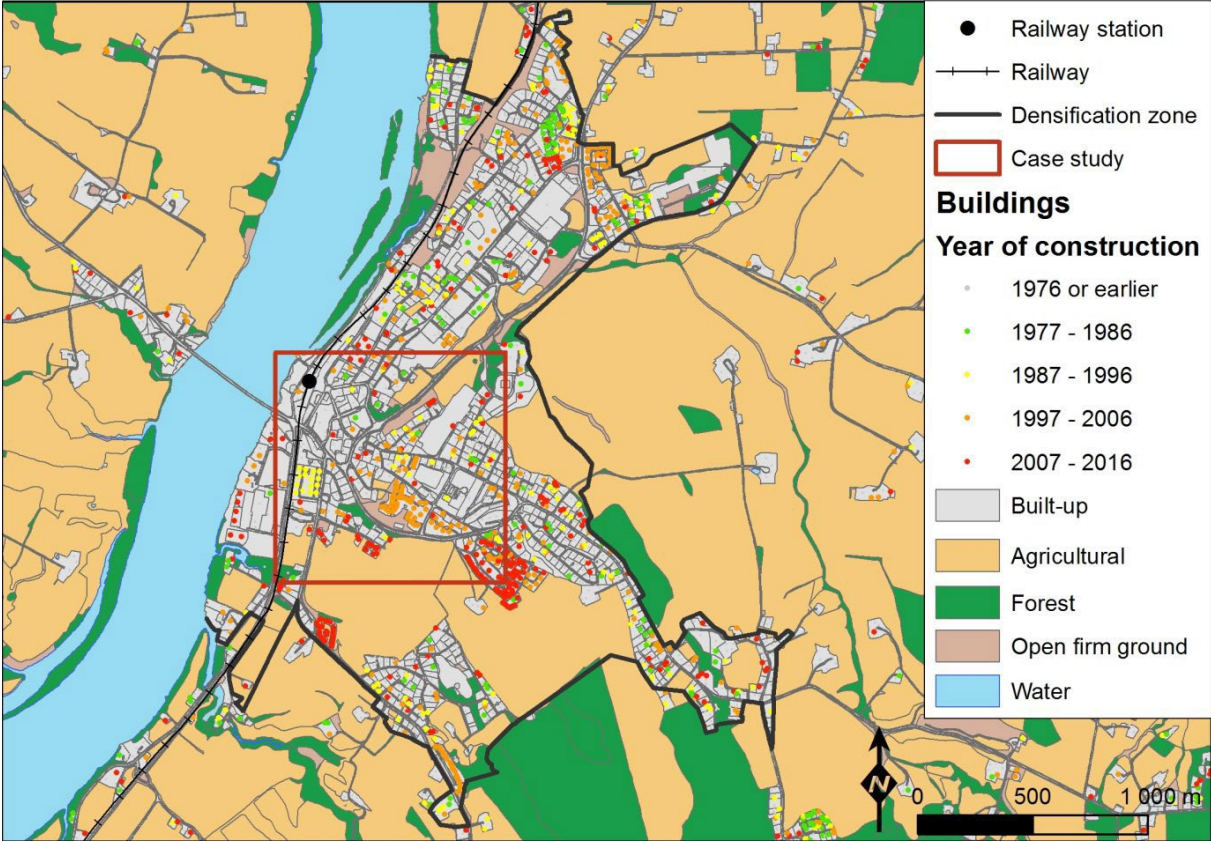 Railway station
Railway
Densification zone
Case study
Buildings
Year of construction
1976 or earlier
1977 - 1986
1987 - 1996
1997 - 2006
2007 - 2016
Built-up
Agricultural
Forest
Open firm ground
Water
N
0 500 1 000 m